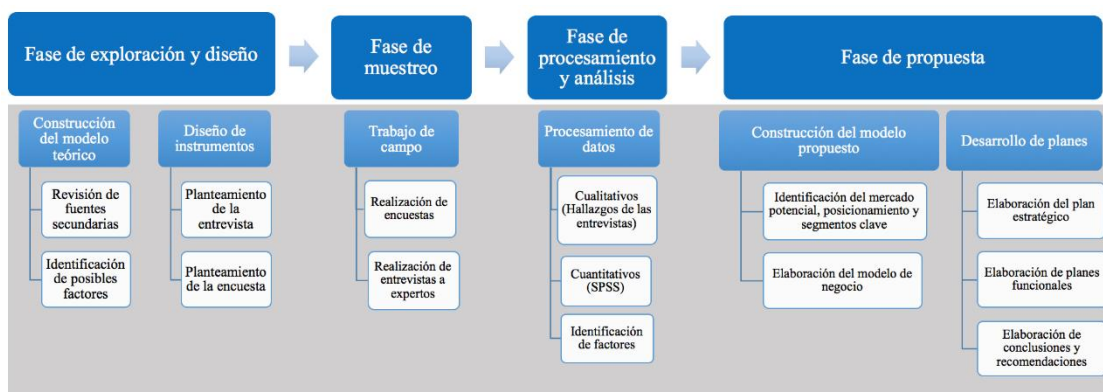 Fase de exploración y diseño
Fase de
muestreo
Fase de
procesamiento
y análisis
Fase de propuesta
Construcción
del modelo
teórico
Revisión de
fuentes
secundarias
Identificación
de posibles
factores
Diseño de
instrumentos
Planteamiento
de la
entrevista
Planteamiento
de la encuesta
Trabajo de
campo
Realización de
encuestas
Realización de
entrevistas a
expertos
Procesamiento de
datos
Cualitativos
(Hallazgos de las
entrevistas)
Cuantitativos
(SPSS)
Identificación
de factores
Construcción del modelo
propuesto
Identificación del mercado
potencial, posicionamiento y
segmentos clave
Elaboración del modelo de
negocio
Desarrollo de planes
Elaboración del plan
estratégico
Elaboración de planes
funcionales
Elaboración de
conclusiones y
recomendaciones